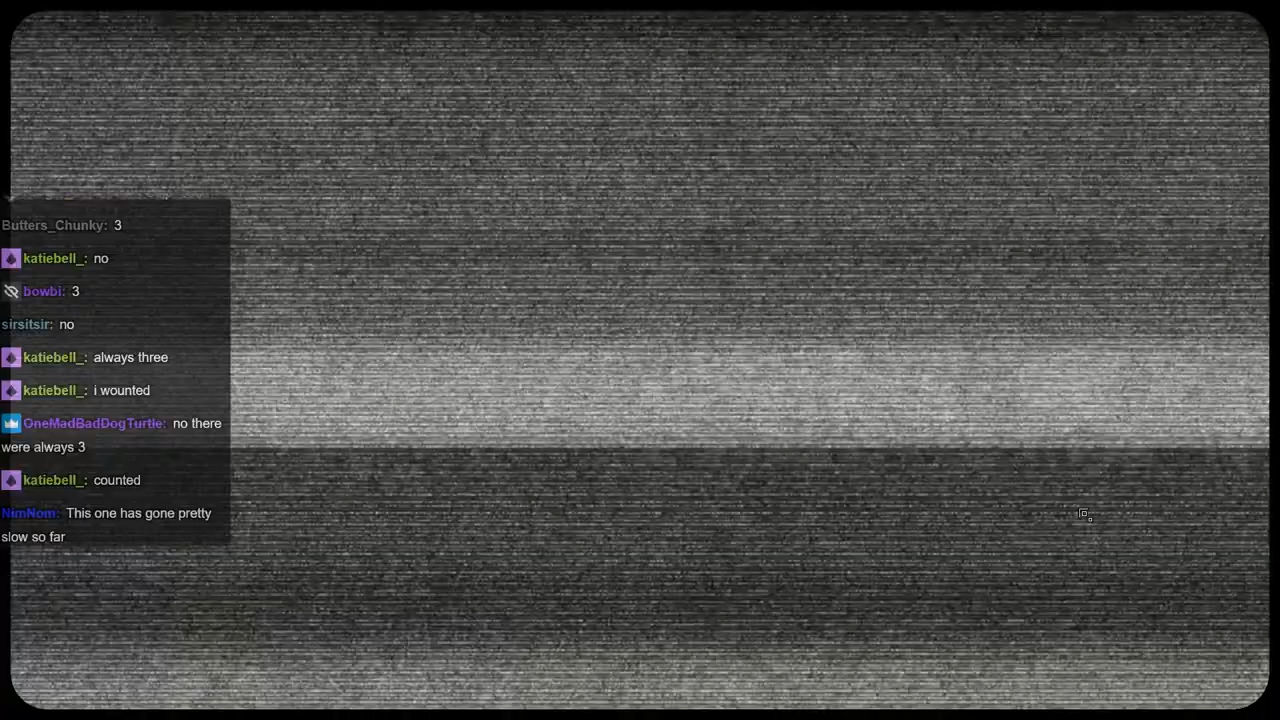 Butters_Chunky: 3
katiebell_: no
bowbi: 3
sirsitsir: no
katiebell_: always three
katiebell_: i wounted
OneMadBadDogTurtle: no there
were always 3
katiebell_: counted
NimNom: This one has gone pretty
slow so far